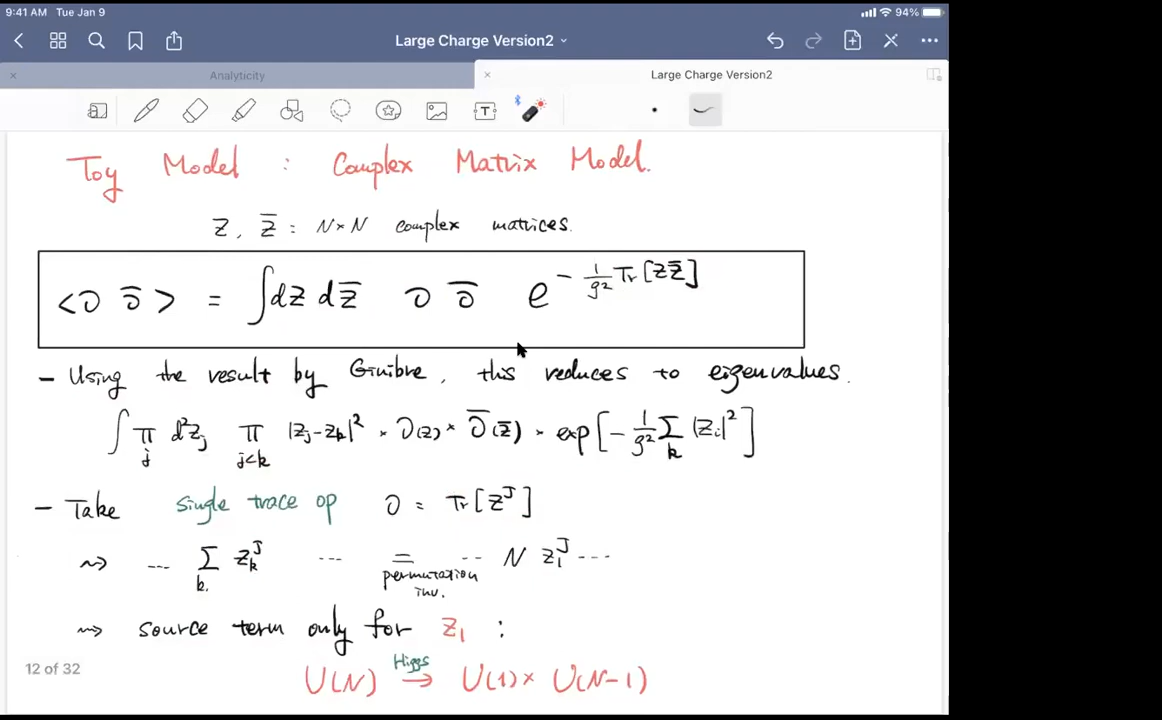 9:41 AM Tue Jan 9 94%
Large Charge Version2
Analyticity
Large Charge Version2
Toy Model : Complex Matrix Model.
Z, Z̄ : N×N complex matrices.
<O Ō> = ∫dZ dZ̄ O Ō e^{- 1/g² Tr[ZZ̄]}
- Using the result by Ginibre, this reduces to eigenvalues.
∫ ∏_j d²z_j ∏_{j<k} |z_j - z_k|² × O(z) × Ō(z̄) × exp[- 1/g² Σ_k |z_i|²]
- Take single trace op O = Tr[Z^J]
⇝ ... Σ_k z_k^J ... = ... N z_1^J ...
permutation
inv.
⇝ source term only for z_1 :
12 of 32
U(N) →^{Higgs} U(1) × U(N-1)